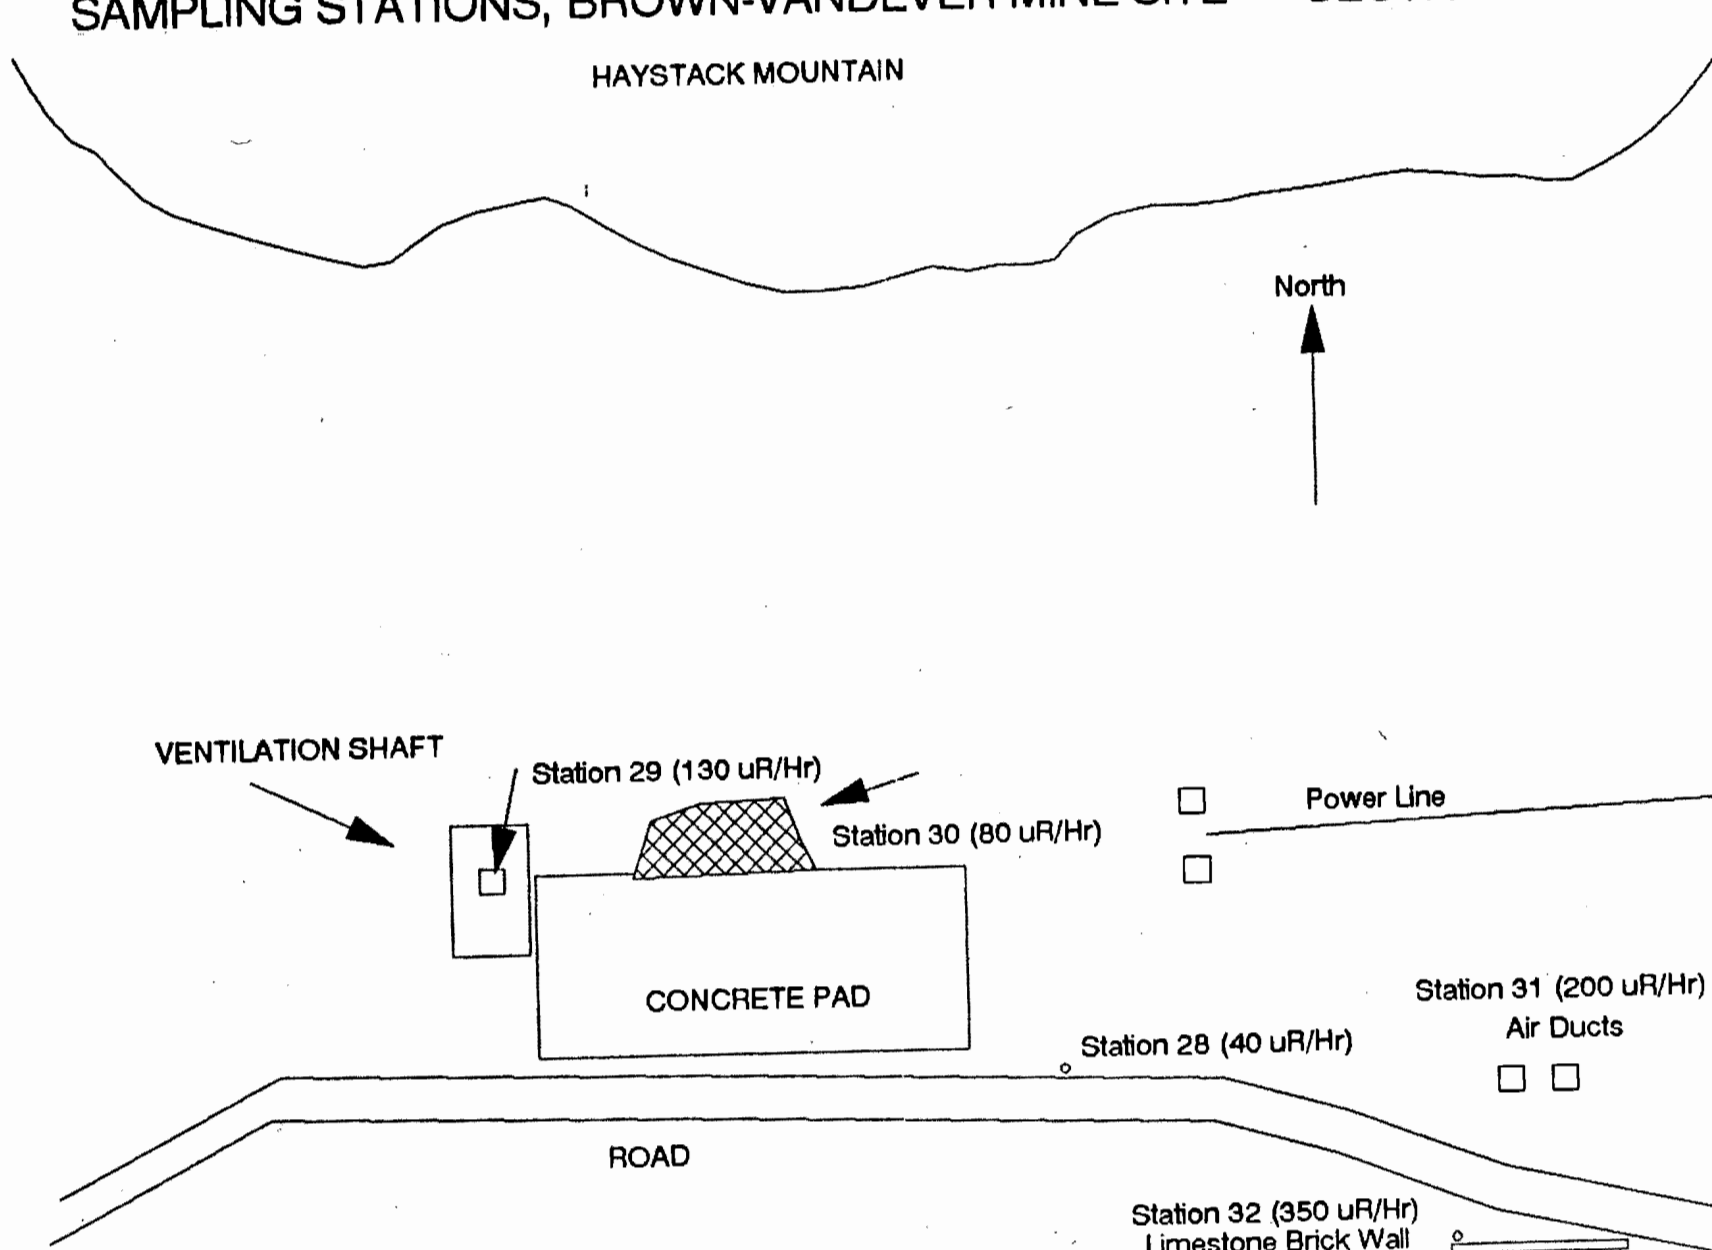 SAMPLING STATIONS, BROWN-VANDEVER MINE SITE
HAYSTACK MOUNTAIN
North
VENTILATION SHAFT
Station 29 (130 uR/Hr)
Power Line
Station 30 (80 uR/Hr)
CONCRETE PAD
Station 31 (200 uR/Hr)
Air Ducts
Station 28 (40 uR/Hr)
ROAD
Station 32 (350 uR/Hr)
Limestone Brick Wall